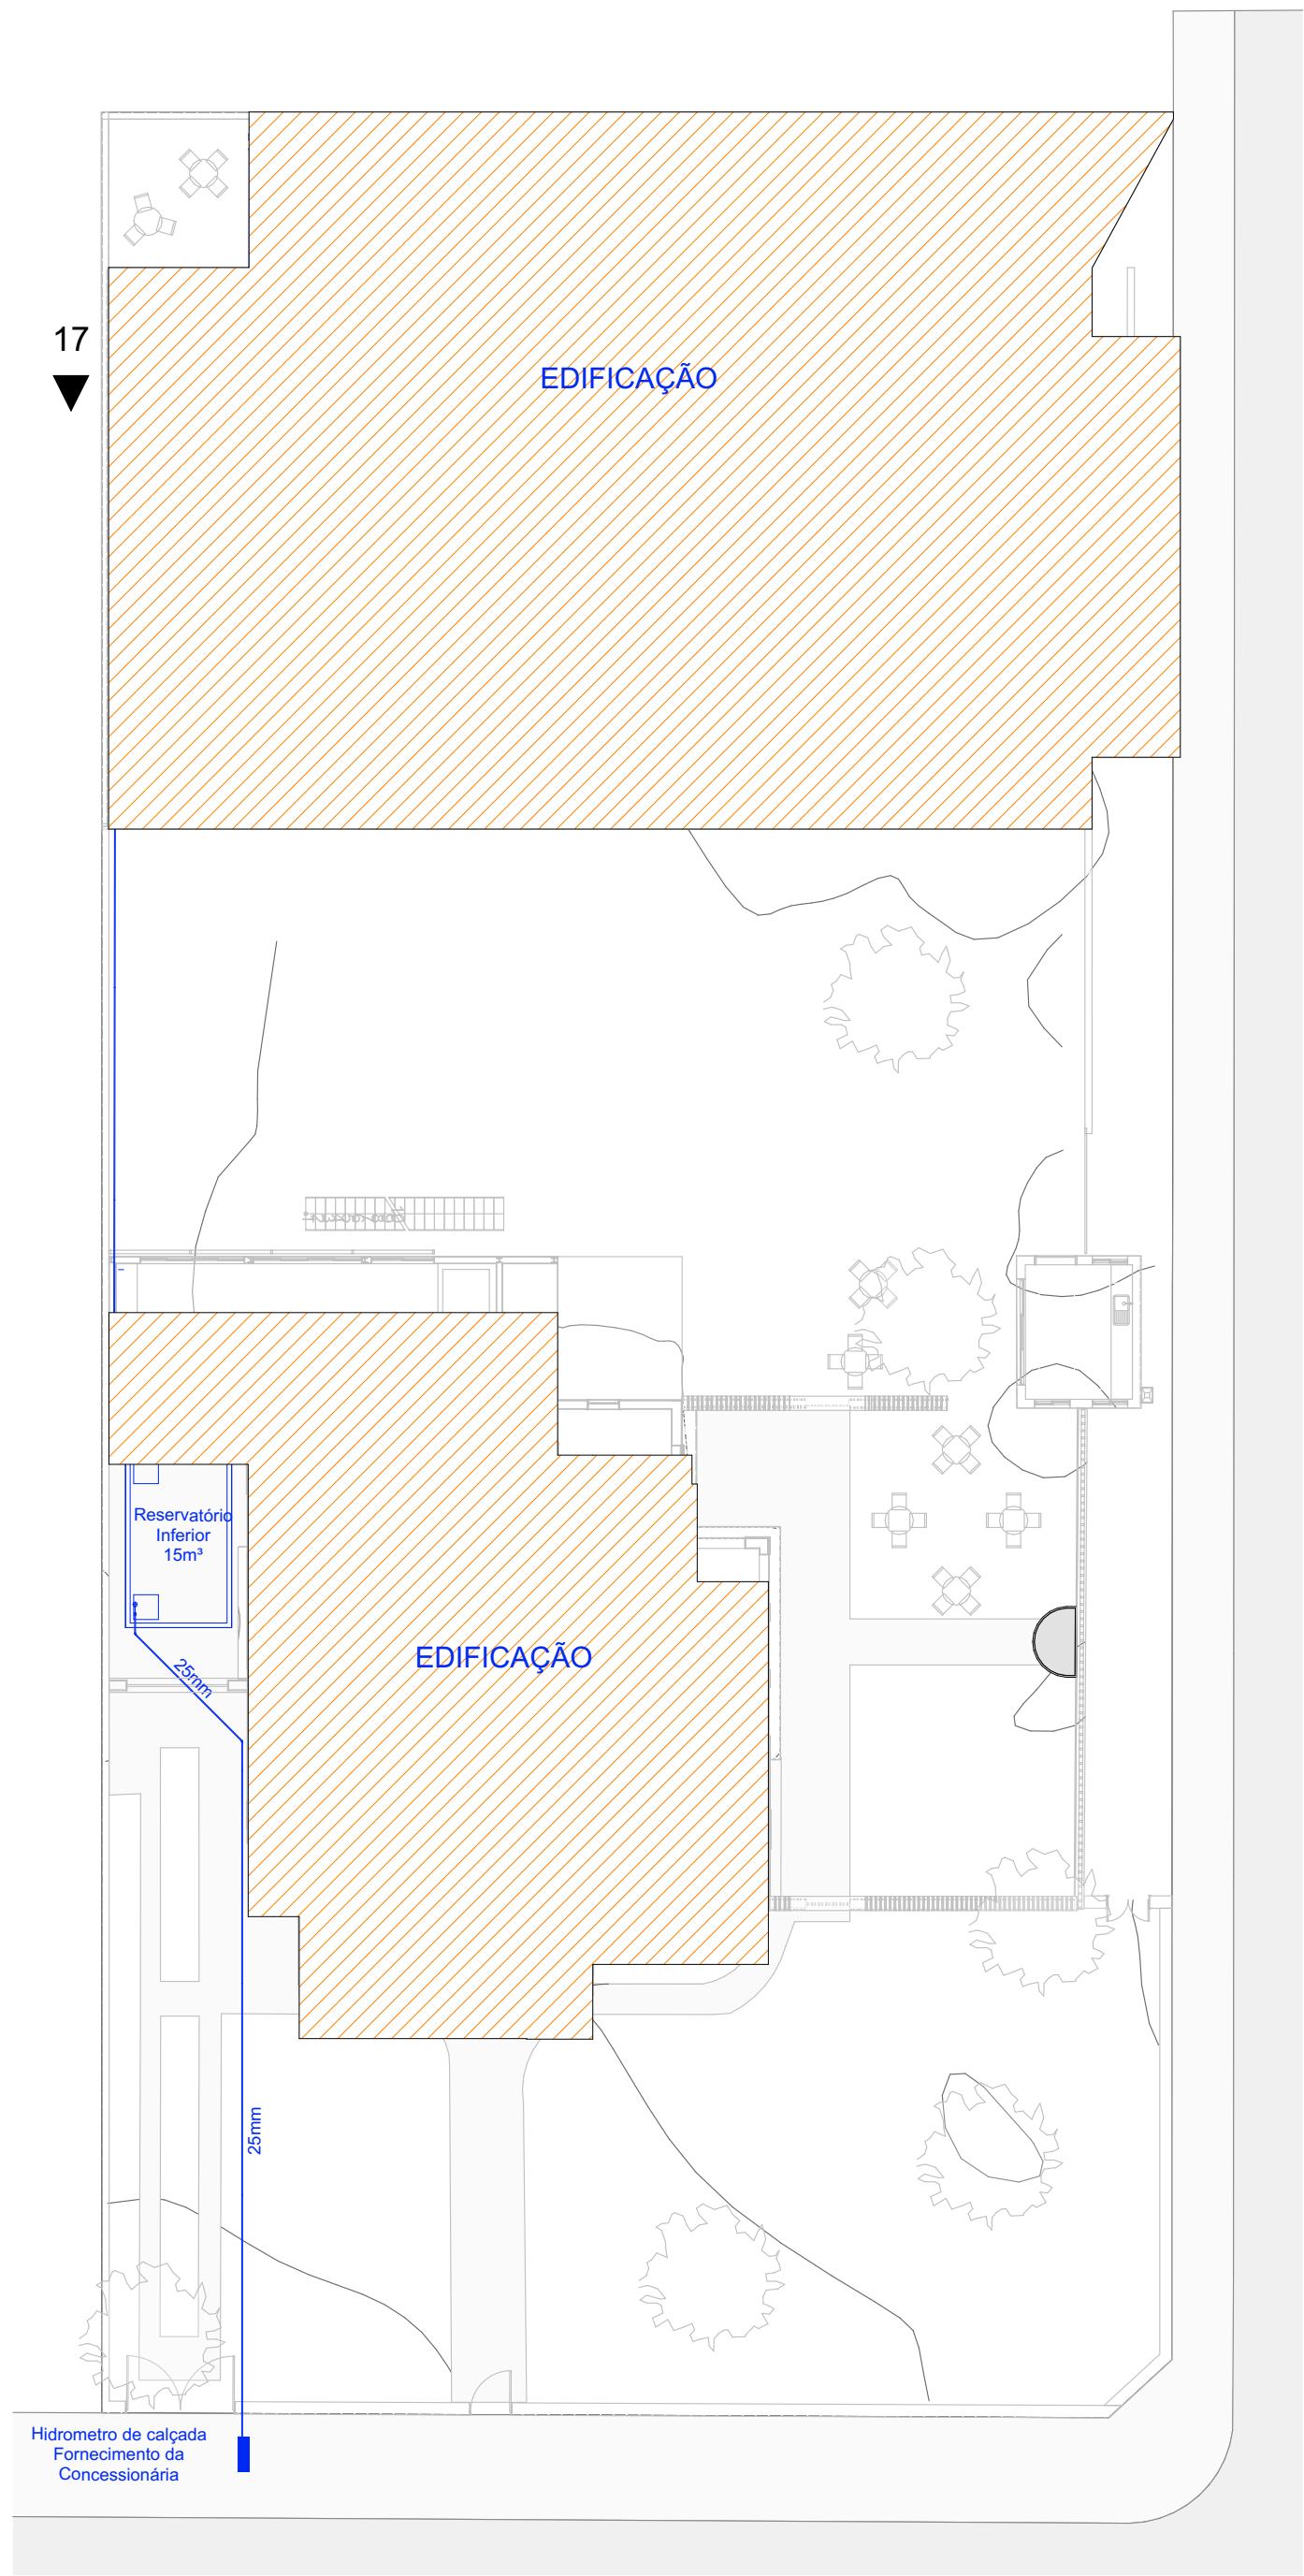 17
EDIFICAÇÃO
Reservatório
Inferior
15m³
EDIFICAÇÃO
25mm
25mm
Hidrometro de calçada
Fornecimento da
Concessionária